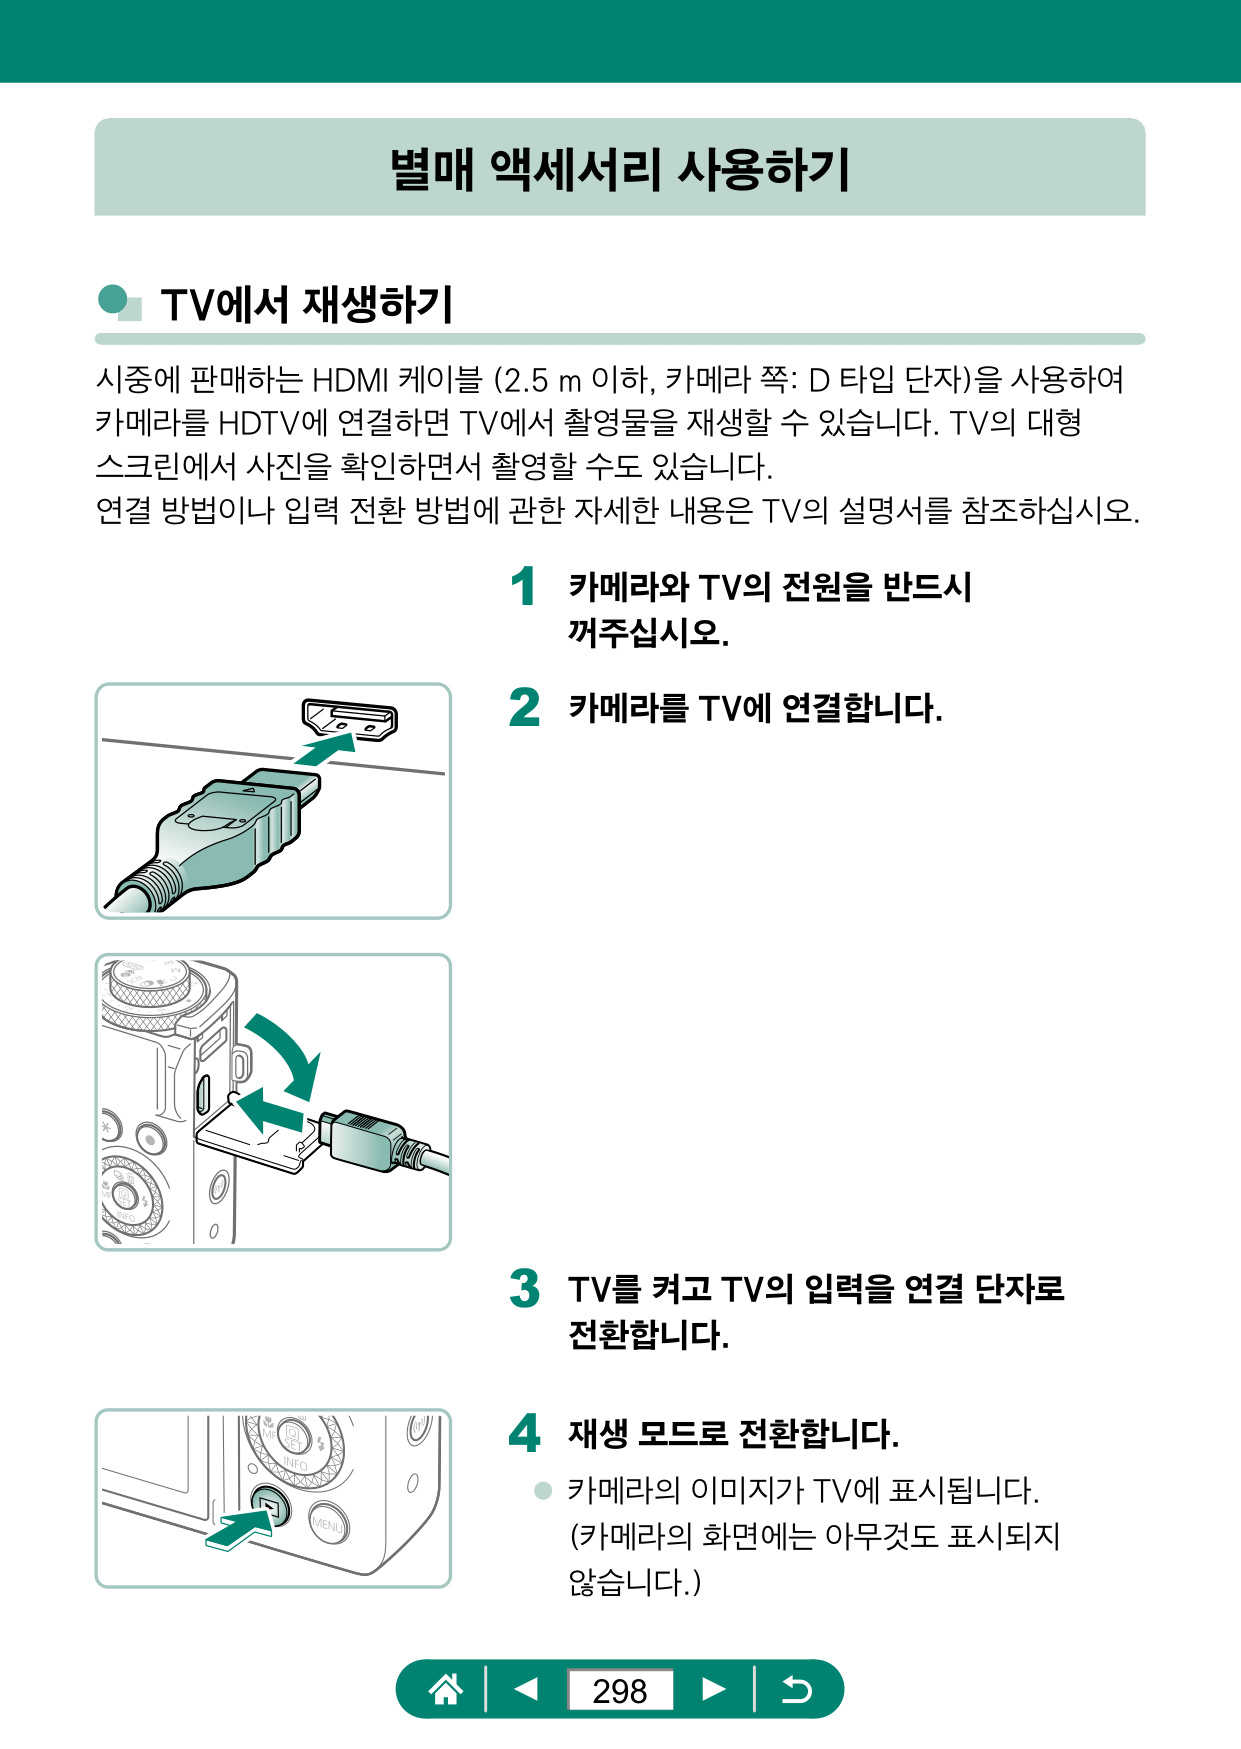 별매 액세서리 사용하기
TV에서 재생하기
시중에 판매하는 HDMI 케이블 (2.5 m 이하, 카메라 쪽: D 타입 단자)을 사용하여
카메라를 HDTV에 연결하면 TV에서 촬영물을 재생할 수 있습니다. TV의 대형
스크린에서 사진을 확인하면서 촬영할 수도 있습니다.
연결 방법이나 입력 전환 방법에 관한 자세한 내용은 TV의 설명서를 참조하십시오.
1 카메라와 TV의 전원을 반드시
꺼주십시오.
2 카메라를 TV에 연결합니다.
MF
SET
INFO
3 TV를 켜고 TV의 입력을 연결 단자로
전환합니다.
4 재생 모드로 전환합니다.
● 카메라의 이미지가 TV에 표시됩니다.
(카메라의 화면에는 아무것도 표시되지
않습니다.)
MF
SET
INFO
MENU
298